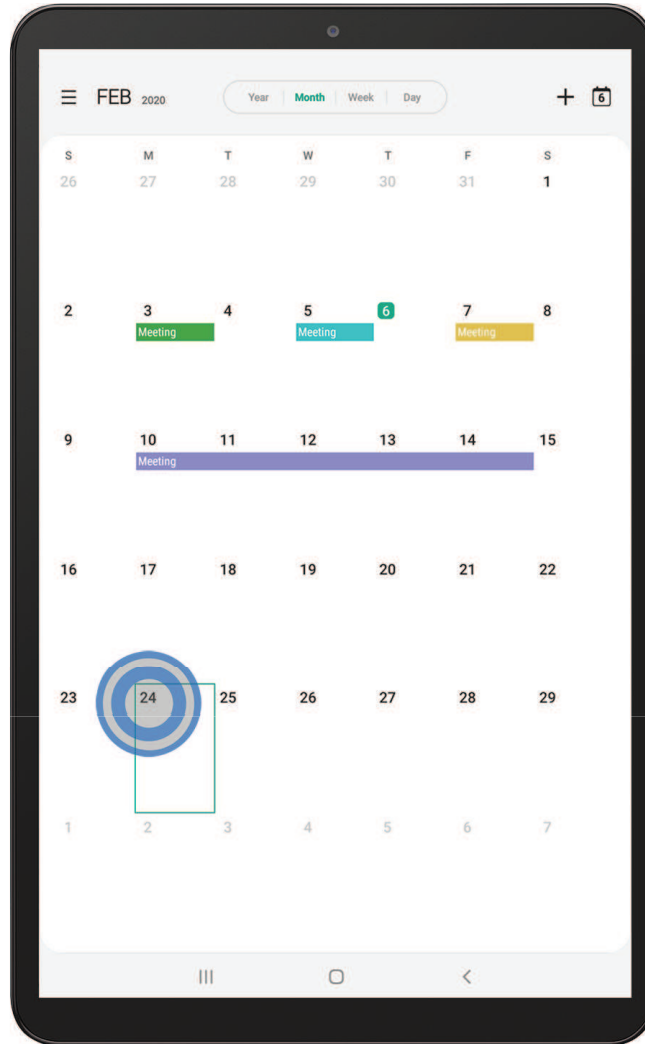 FEB 2020 Year Month Week Day 6
S M T W T F S
26 27 28 29 30 31 1
2 3 4 5 6 7 8
Meeting Meeting Meeting
9 10 11 12 13 14 15
Meeting
16 17 18 19 20 21 22
23 24 25 26 27 28 29
1 2 3 4 5 6 7